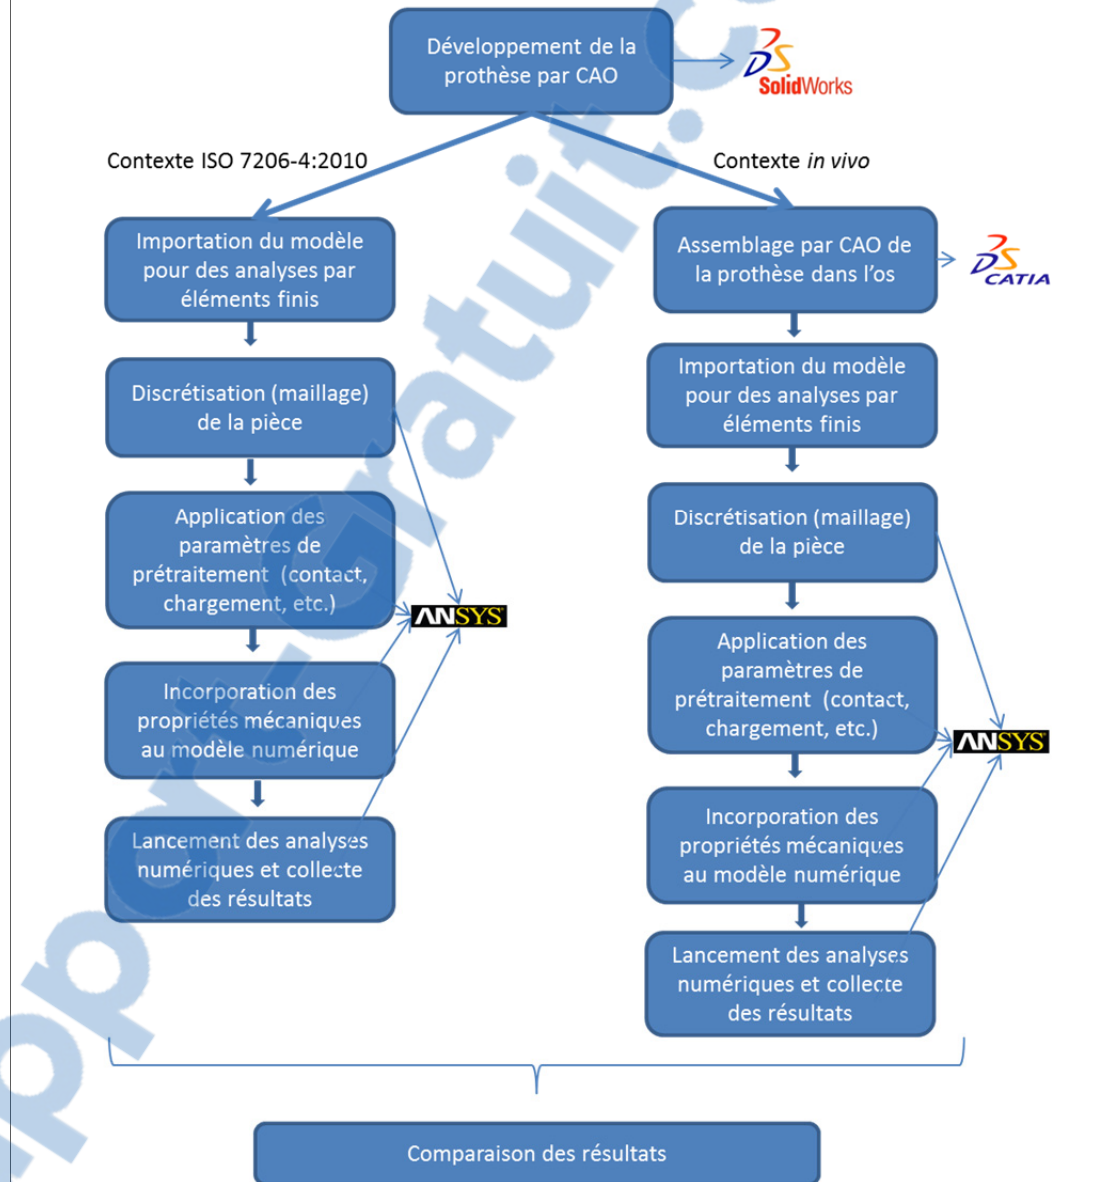 Développement de la
prothèse par CAO
DS
SolidWorks
Contexte ISO 7206-4:2010
Contexte in vivo
Importation du modèle
pour des analyses par
éléments finis
Discrétisation (maillage)
de la pièce
Application des
paramètres de
prétraitement (contact,
chargement, etc.)
Incorporation des
propriétés mécaniques
au modèle numérique
Lancement des analyses
numériques et collecte
des résultats
ANSYS
Assemblage par CAO de
la prothèse dans l'os
DS
CATIA
Importation du modèle
pour des analyses par
éléments finis
Discrétisation (maillage)
de la pièce
Application des
paramètres de
prétraitement (contact,
chargement, etc.)
Incorporation des
propriétés mécaniques
au modèle numérique
Lancement des analyses
numériques et collecte
des résultats
ANSYS
Comparaison des résultats
pport-Gratuit.c